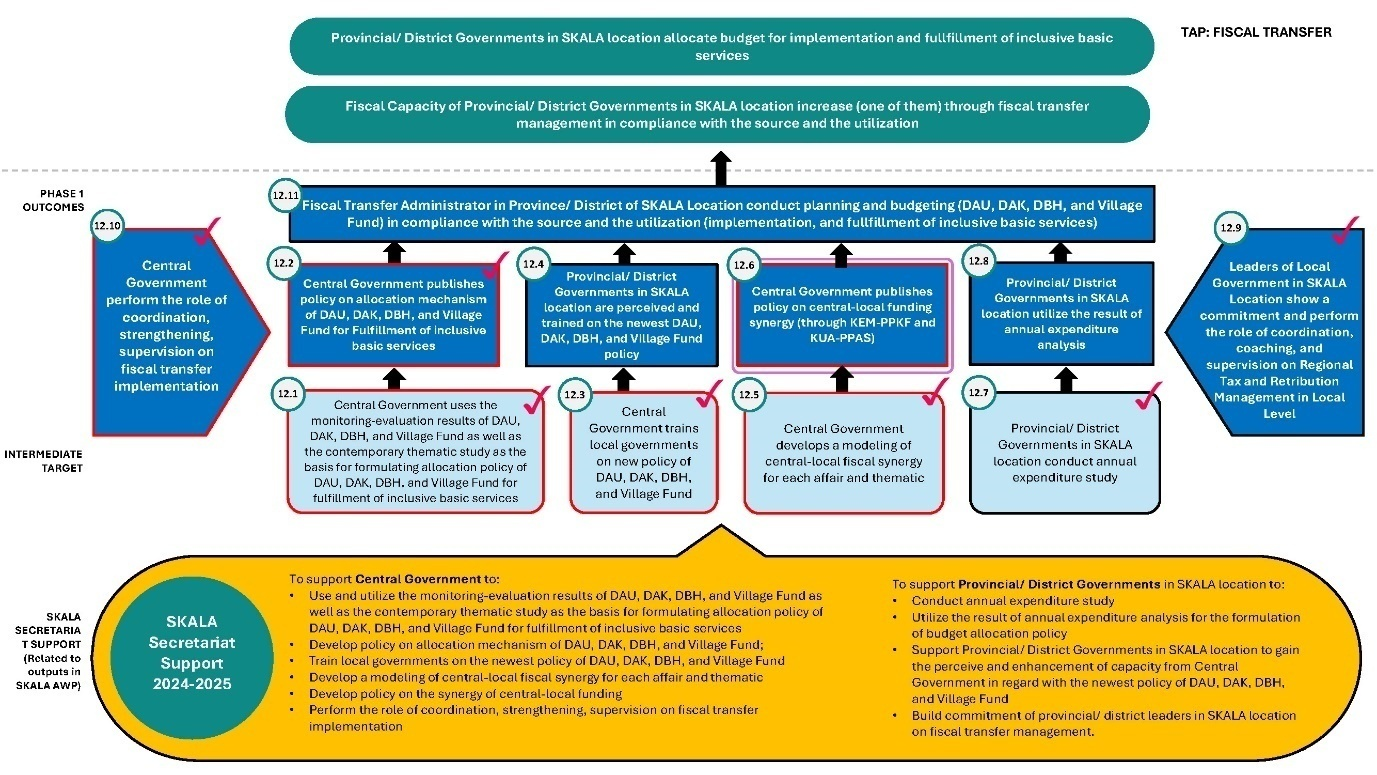 Provincial/ District Governments in SKALA location allocate budget for implementation and fullfillment of inclusive basic
services
TAP: FISCAL TRANSFER
Fiscal Capacity of Provincial/ District Governments in SKALA location increase (one of them) through fiscal transfer
management in compliance with the source and the utilization
PHASE 1
OUTCOMES
12.11
Fiscal Transfer Administrator in Province/ District of SKALA Location conduct planning and budgeting (DAU, DAK, DBH, and Village
Fund) in compliance with the source and the utilization (implementation, and fullfillment of inclusive basic services)
12.10
Central
Government
perform the role of
coordination,
strengthening,
supervision on
fiscal transfer
implementation
12.2
Central Government publishes
policy on allocation mechanism
of DAU, DAK, DBH, and Village
Fund for Fulfillment of Inclusive
basic services
12.4
Provincial/ District
Governments in SKALA
location are perceived and
trained on the newest DAU,
DAK, DBH, and Village Fund
policy
12.6
Central Government publishes
policy on central-local funding
synergy (through KEM-PPKF and
KUA-PPAS)
12.8
Provincial/ District
Governments in SKALA
location utilize the result of
annual expenditure
analysis
12.9
Leaders of Local
Government in SKALA
Location show a
commitment and perform
the role of coordination,
coaching, and
supervision on Regional
Tax and Retribution
Management in Local
Level
INTERMEDIATE
TARGET
12.1
Central Government uses the
monitoring-evaluation results of DAU,
DAK, DBH, and Village Fund as well as
the contemporary thematic study as the
basis for formulating allocation policy of
DAU, DAK, DBH. and Village Fund for
fulfillment of inclusive basic services
12.3
Central
Government trains
local governments
on new policy of
DAU, DAK, DBH,
and Village Fund
12.5
Central Government
develops a modeling of
central-local fiscal synergy
for each affair and thematic
12.7
Provincial/ District
Governments in SKALA
location conduct annual
expenditure study
SKALA
SECRETARIA
T SUPPORT
(Related to
outputs in
SKALA AWP)
SKALA
Secretariat
Support
2024-2025
To support Central Government to:
• Use and utilize the monitoring-evaluation results of DAU, DAK, DBH, and Village Fund as
well as the contemporary thematic study as the basis for formulating allocation policy of
DAU, DAK, DBH, and Village Fund for fulfillment of inclusive basic services
• Develop policy on allocation mechanism of DAU, DAK, DBH, and Village Fund;
• Train local governments on the newest policy of DAU, DAK, DBH, and Village Fund
• Develop a modeling of central-local fiscal synergy for each affair and thematic
• Develop policy on the synergy of central-local funding
• Perform the role of coordination, strengthening, supervision on fiscal transfer
implementation
To support Provincial/ District Governments in SKALA location to:
• Conduct annual expenditure study
• Utilize the result of annual expenditure analysis for the formulation
of budget allocation policy
• Support Provincial/ District Governments in SKALA location to gain
the perceive and enhancement of capacity from Central
Government in regard with the newest policy of DAU, DAK, DBH,
and Village Fund
• Build commitment of provincial/ district leaders in SKALA location
on fiscal transfer management.